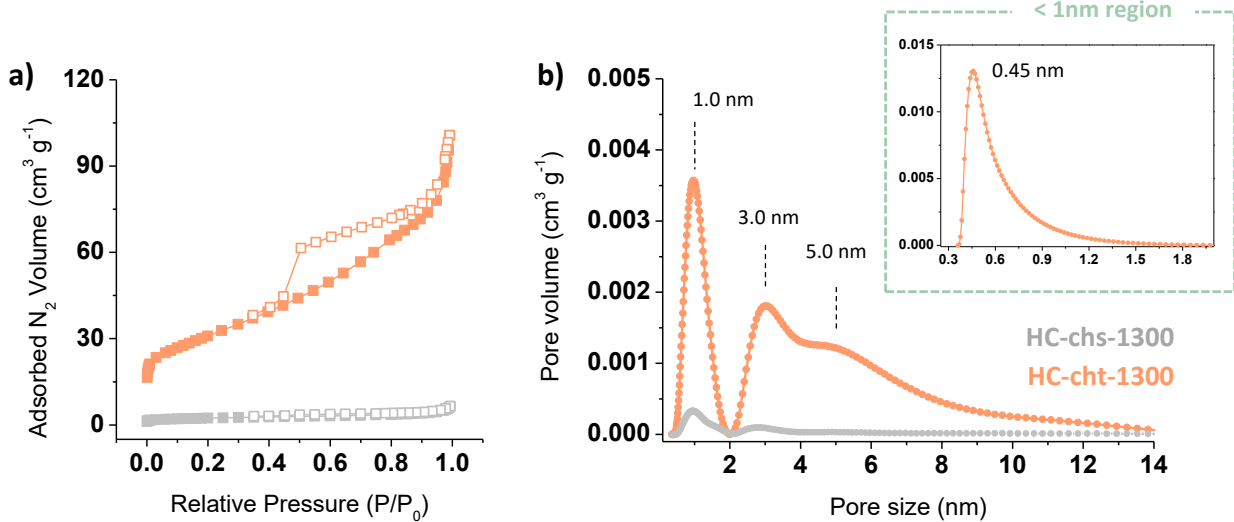 a)
120
90
60
30
0
Adsorbed N₂ Volume (cm³ g⁻¹)
0.0 0.2 0.4 0.6 0.8 1.0
Relative Pressure (P/P₀)
b)
0.005
0.004
0.003
0.002
0.001
0.000
Pore volume (cm³ g⁻¹)
1.0 nm
3.0 nm
5.0 nm
2 4 6 8 10 12 14
Pore size (nm)
HC-chs-1300
HC-cht-1300
< 1nm region
0.015
0.010
0.005
0.000
0.45 nm
0.3 0.6 0.9 1.2 1.5 1.8